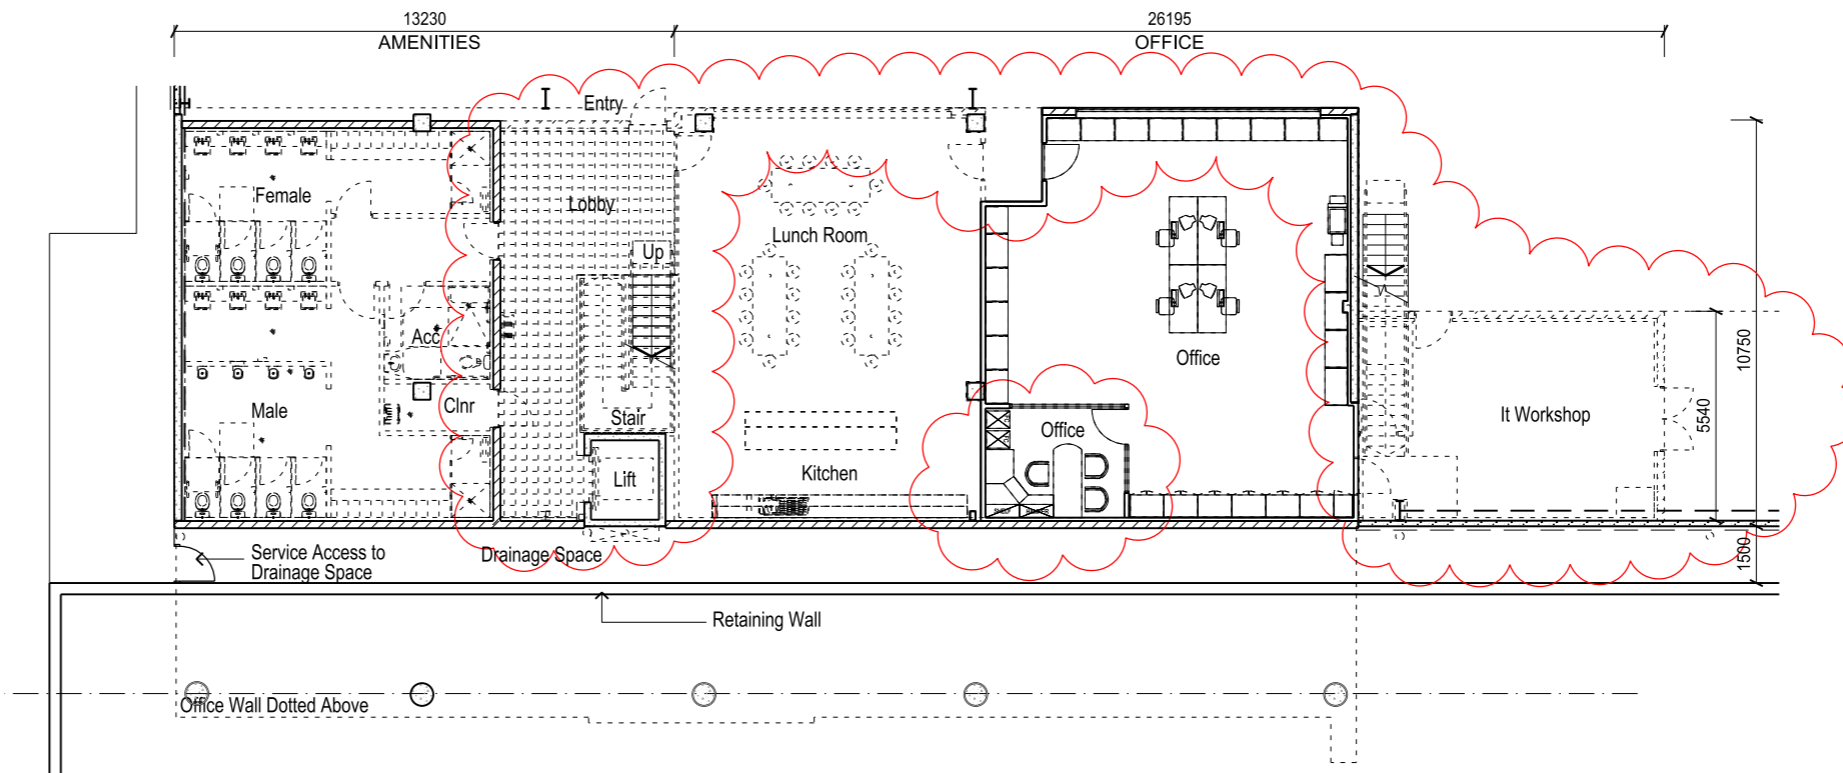 13230
AMENITIES
26195
OFFICE
Entry
Female
Lobby
Up
Lunch Room
Acc
Office
Male
Clnr
Stair
Office
It Workshop
5540
10750
Lift
Kitchen
Service Access to
Drainage Space
Drainage Space
1500
Retaining Wall
Office Wall Dotted Above